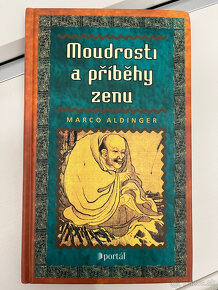 Moudrosti
a příběhy
zenu
MARCO ALDINGER
portál